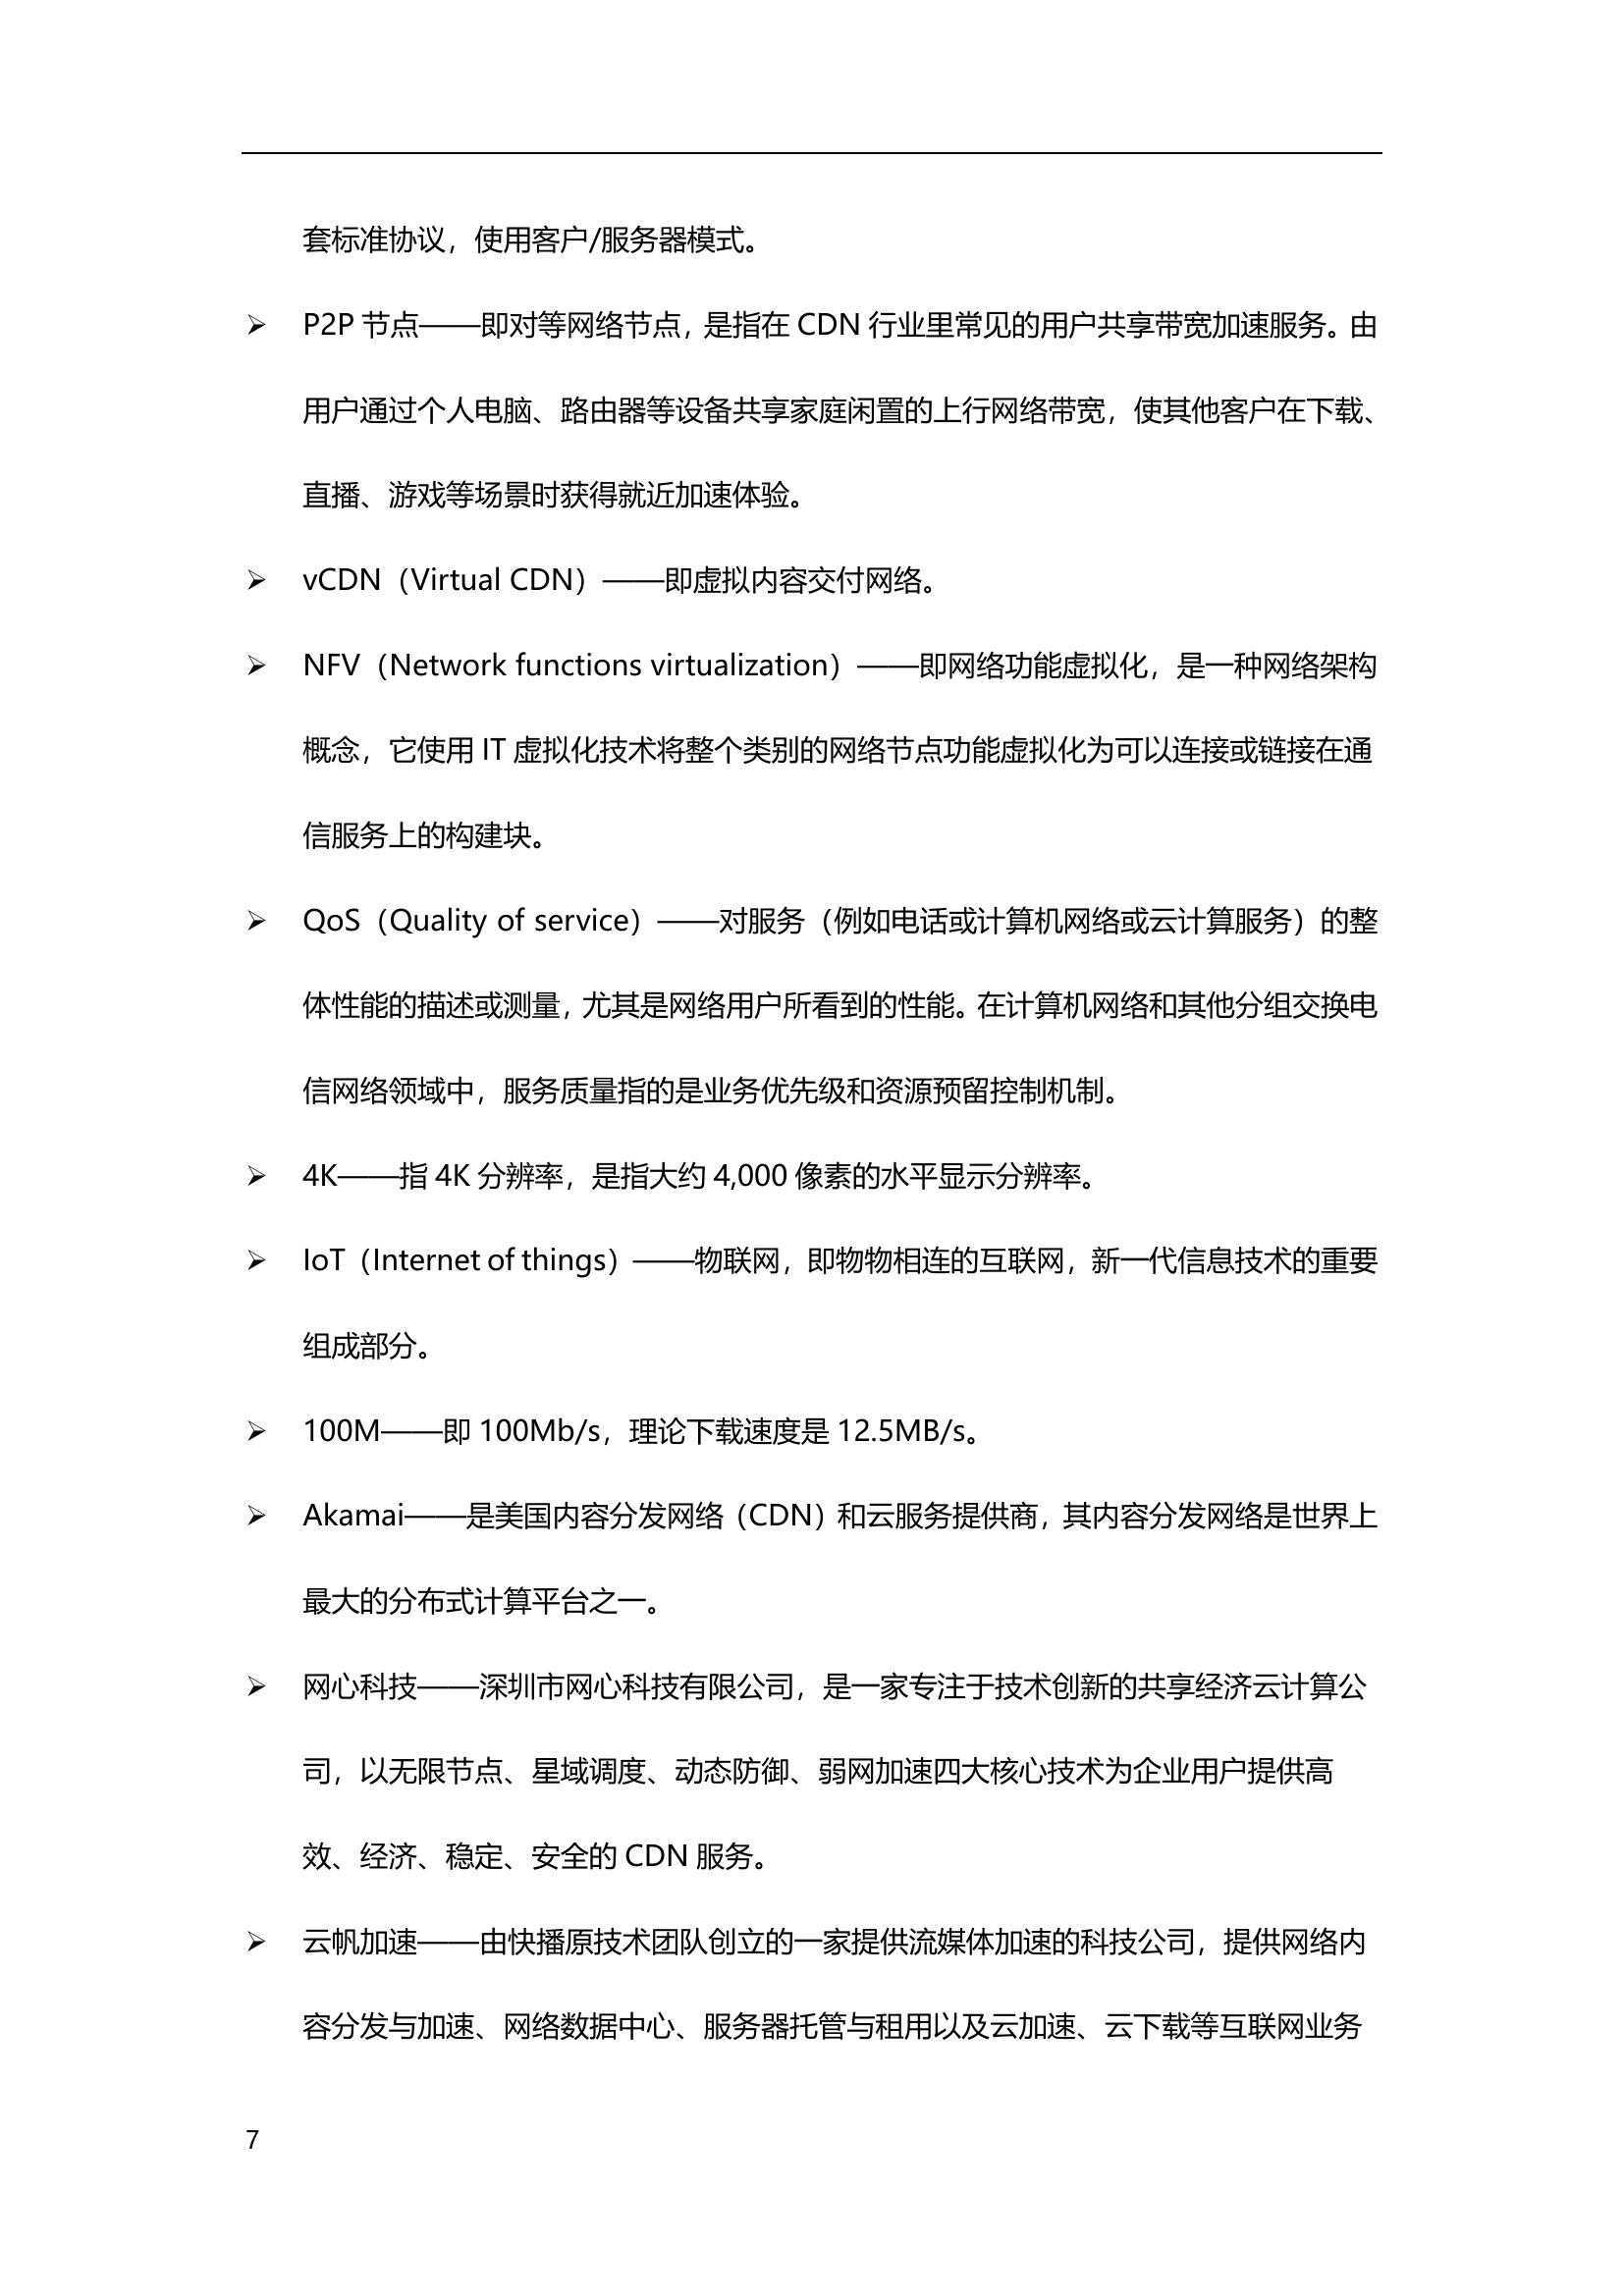 套标准协议，使用客户/服务器模式。
➢ P2P 节点——即对等网络节点，是指在 CDN 行业里常见的用户共享带宽加速服务。由
用户通过个人电脑、路由器等设备共享家庭闲置的上行网络带宽，使其他客户在下载、
直播、游戏等场景时获得就近加速体验。
➢ vCDN（Virtual CDN）——即虚拟内容交付网络。
➢ NFV（Network functions virtualization）——即网络功能虚拟化，是一种网络架构
概念，它使用 IT 虚拟化技术将整个类别的网络节点功能虚拟化为可以连接或链接在通
信服务上的构建块。
➢ QoS（Quality of service）——对服务（例如电话或计算机网络或云计算服务）的整
体性能的描述或测量，尤其是网络用户所看到的性能。在计算机网络和其他分组交换电
信网络领域中，服务质量指的是业务优先级和资源预留控制机制。
➢ 4K——指 4K 分辨率，是指大约 4,000 像素的水平显示分辨率。
➢ IoT（Internet of things）——物联网，即物物相连的互联网，新一代信息技术的重要
组成部分。
➢ 100M——即 100Mb/s，理论下载速度是 12.5MB/s。
➢ Akamai——是美国内容分发网络（CDN）和云服务提供商，其内容分发网络是世界上
最大的分布式计算平台之一。
➢ 网心科技——深圳市网心科技有限公司，是一家专注于技术创新的共享经济云计算公
司，以无限节点、星域调度、动态防御、弱网加速四大核心技术为企业用户提供高
效、经济、稳定、安全的 CDN 服务。
➢ 云帆加速——由快播原技术团队创立的一家提供流媒体加速的科技公司，提供网络内
容分发与加速、网络数据中心、服务器托管与租用以及云加速、云下载等互联网业务
7